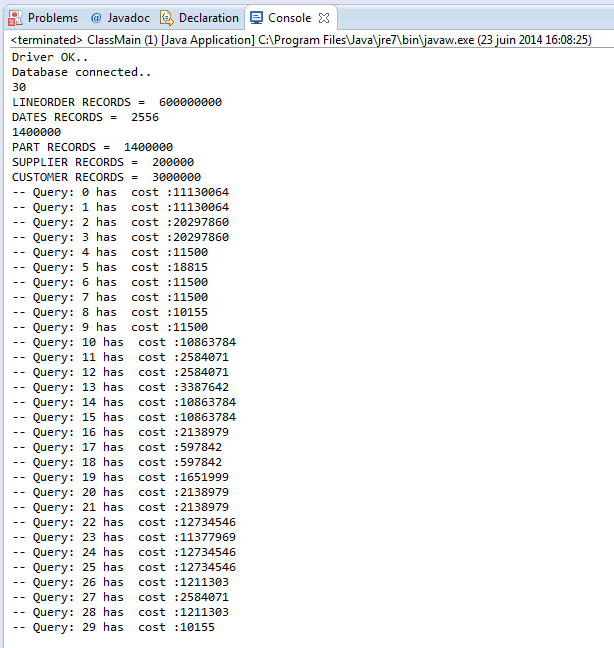 Problems @ Javadoc Declaration Console
<terminated> ClassMain (1) [Java Application] C:\Program Files\Java\jre7\bin\javaw.exe (23 juin 2014 16:08:25)
Driver OK..
Database connected..
30
LINEORDER RECORDS =  600000000
DATES RECORDS =  2556
1400000
PART RECORDS =  1400000
SUPPLIER RECORDS =  200000
CUSTOMER RECORDS =  3000000
-- Query: 0 has  cost :11130064
-- Query: 1 has  cost :11130064
-- Query: 2 has  cost :20297860
-- Query: 3 has  cost :20297860
-- Query: 4 has  cost :11500
-- Query: 5 has  cost :18815
-- Query: 6 has  cost :11500
-- Query: 7 has  cost :11500
-- Query: 8 has  cost :10155
-- Query: 9 has  cost :11500
-- Query: 10 has  cost :10863784
-- Query: 11 has  cost :2584071
-- Query: 12 has  cost :2584071
-- Query: 13 has  cost :3387642
-- Query: 14 has  cost :10863784
-- Query: 15 has  cost :10863784
-- Query: 16 has  cost :2138979
-- Query: 17 has  cost :597842
-- Query: 18 has  cost :597842
-- Query: 19 has  cost :1651999
-- Query: 20 has  cost :2138979
-- Query: 21 has  cost :2138979
-- Query: 22 has  cost :12734546
-- Query: 23 has  cost :11377969
-- Query: 24 has  cost :12734546
-- Query: 25 has  cost :12734546
-- Query: 26 has  cost :1211303
-- Query: 27 has  cost :2584071
-- Query: 28 has  cost :1211303
-- Query: 29 has  cost :10155